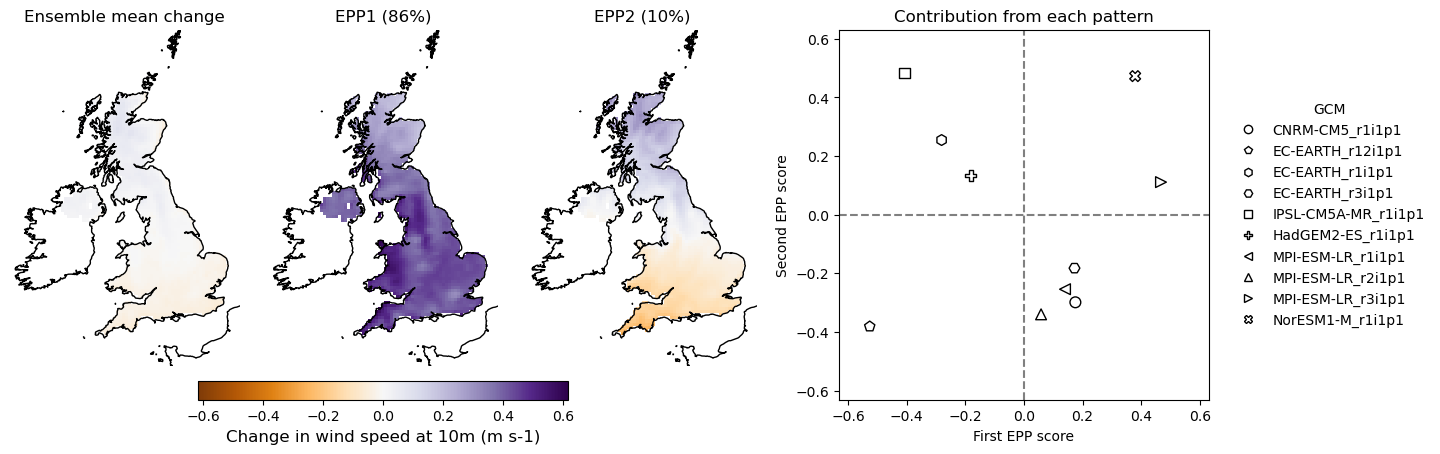 Ensemble mean change
EPP1 (86%)
EPP2 (10%)
Contribution from each pattern
−0.6 −0.4 −0.2 0.0 0.2 0.4 0.6
Change in wind speed at 10m (m s-1)
0.6
0.4
0.2
0.0
−0.2
−0.4
−0.6
Second EPP score
−0.6 −0.4 −0.2 0.0 0.2 0.4 0.6
First EPP score
GCM
CNRM-CM5_r1i1p1
EC-EARTH_r12i1p1
EC-EARTH_r1i1p1
EC-EARTH_r3i1p1
IPSL-CM5A-MR_r1i1p1
HadGEM2-ES_r1i1p1
MPI-ESM-LR_r1i1p1
MPI-ESM-LR_r2i1p1
MPI-ESM-LR_r3i1p1
NorESM1-M_r1i1p1